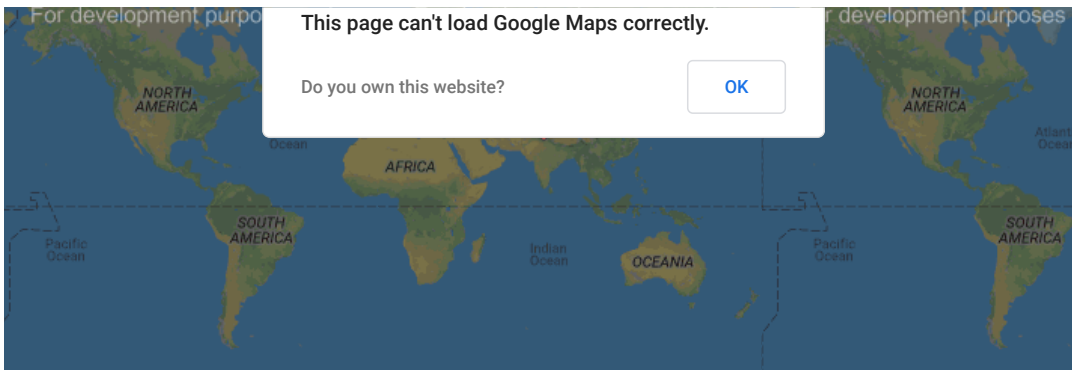 For development purpo
r development purposes
This page can't load Google Maps correctly.
Do you own this website?
OK
NORTH
AMERICA
NORTH
AMERICA
Atlant
Ocea
Ocean
AFRICA
SOUTH
AMERICA
SOUTH
AMERICA
Pacific
Ocean
Indian
Ocean
OCEANIA
Pacific
Ocean